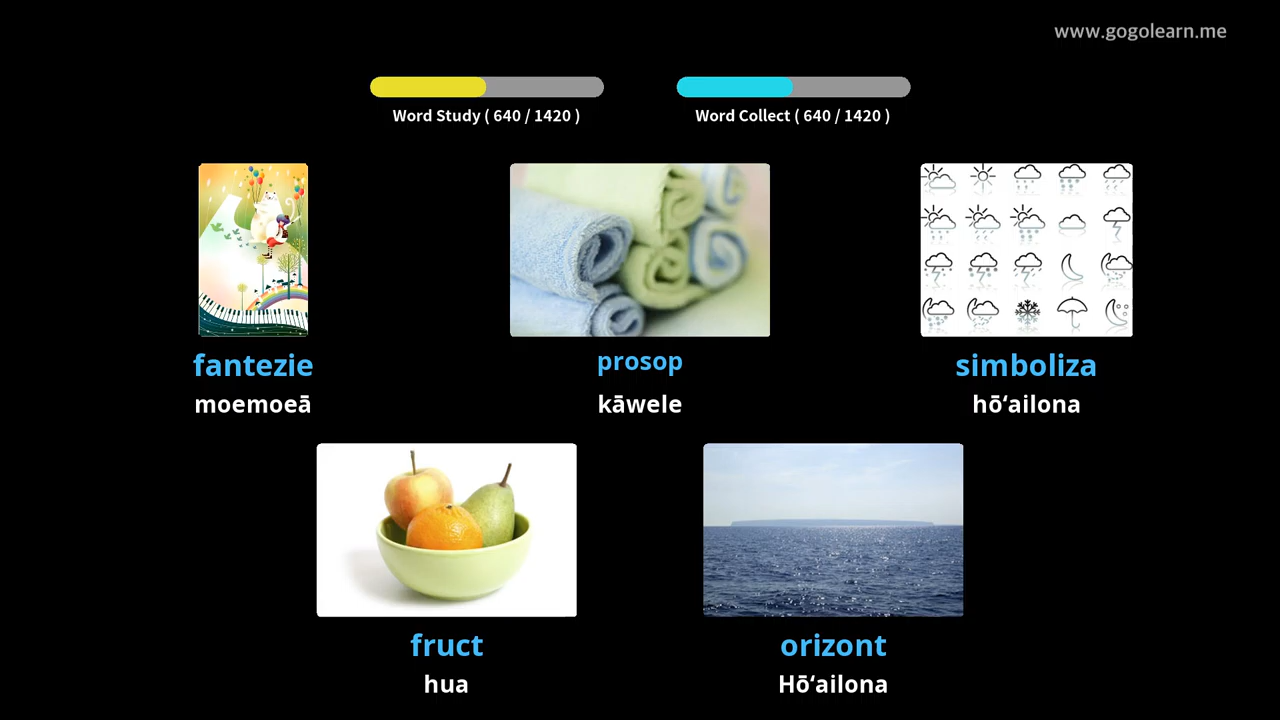 www.gogolearn.me
Word Study ( 640 / 1420 )
Word Collect ( 640 / 1420 )
fantezie
moemoeā
prosop
kāwele
simboliza
hōʻailona
fruct
hua
orizont
Hōʻailona